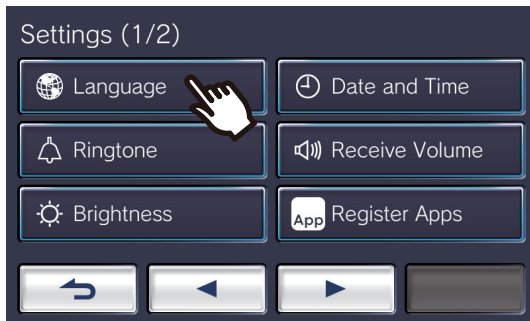 Settings (1/2)
Language
Date and Time
Ringtone
Receive Volume
Brightness
App Register Apps